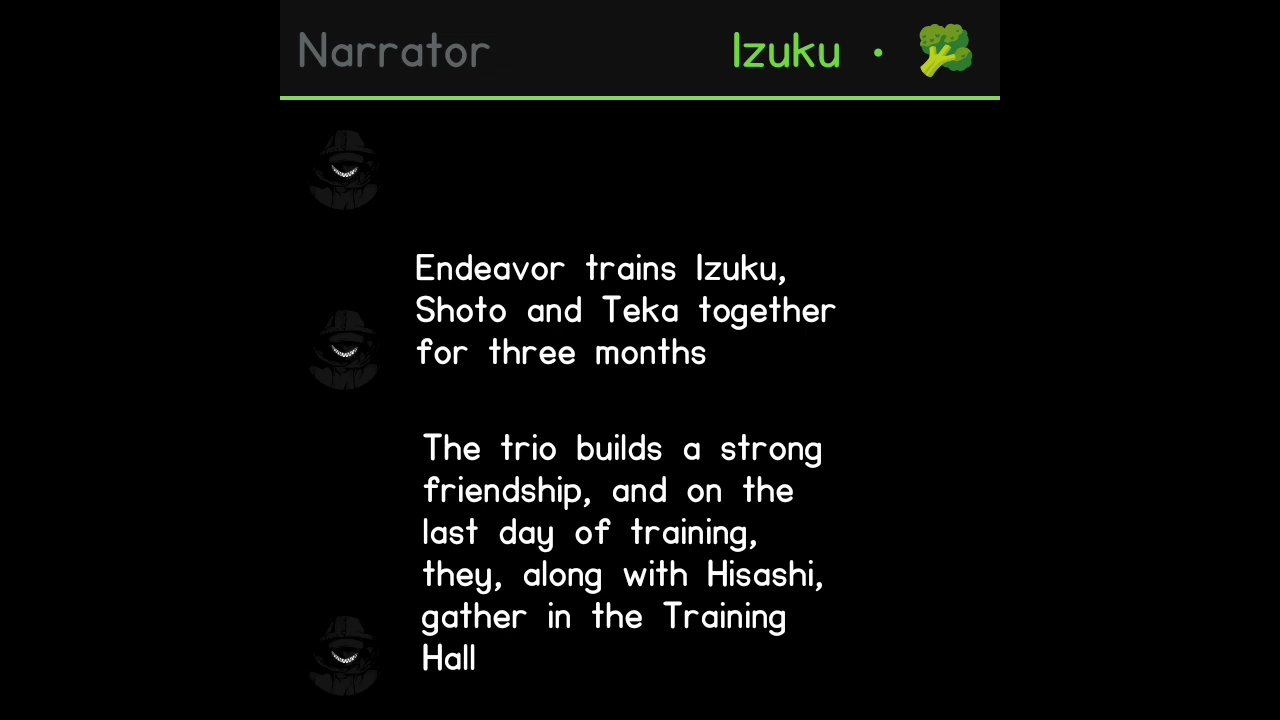 Narrator
Izuku · 🥦
Endeavor trains Izuku,
Shoto and Teka together
for three months
The trio builds a strong
friendship, and on the
last day of training,
they, along with Hisashi,
gather in the Training
Hall